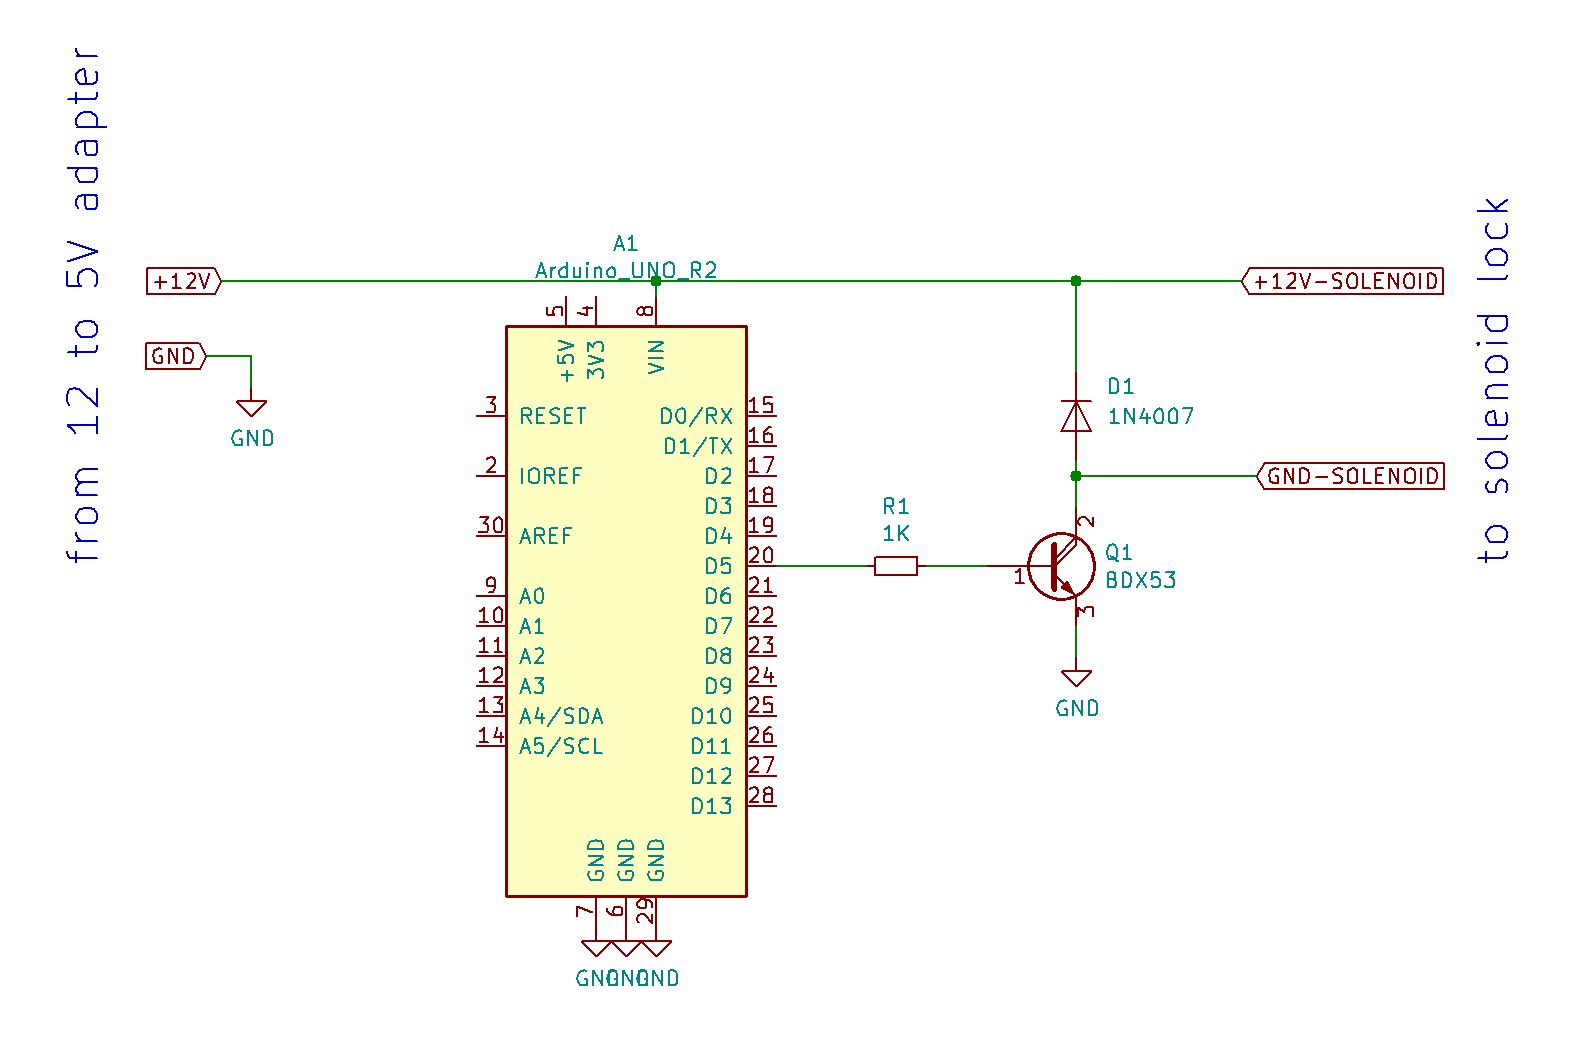 from 12 to 5V adapter
+12V
GND
GND
A1
Arduino_UNO_R2
5
4
8
+5V
3V3
VIN
3
RESET
2
IOREF
30
AREF
9
A0
10
A1
11
A2
12
A3
13
A4/SDA
14
A5/SCL
D0/RX
15
D1/TX
16
D2
17
D3
18
D4
19
D5
20
D6
21
D7
22
D8
23
D9
24
D10
25
D11
26
D12
27
D13
28
GND
GND
GND
7
6
29
GND
GND
GND
R1
1K
D1
1N4007
2
1
3
Q1
BDX53
GND
+12V-SOLENOID
GND-SOLENOID
to solenoid lock